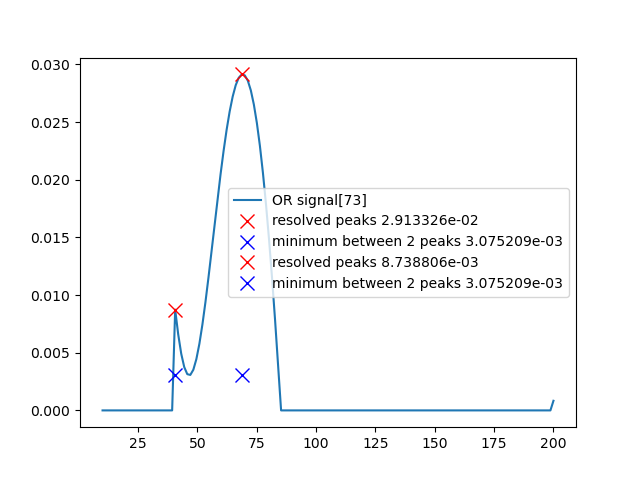 0.030
0.025
0.020
0.015
0.010
0.005
0.000
OR signal[73]
resolved peaks 2.913326e-02
minimum between 2 peaks 3.075209e-03
resolved peaks 8.738806e-03
minimum between 2 peaks 3.075209e-03
25 50 75 100 125 150 175 200